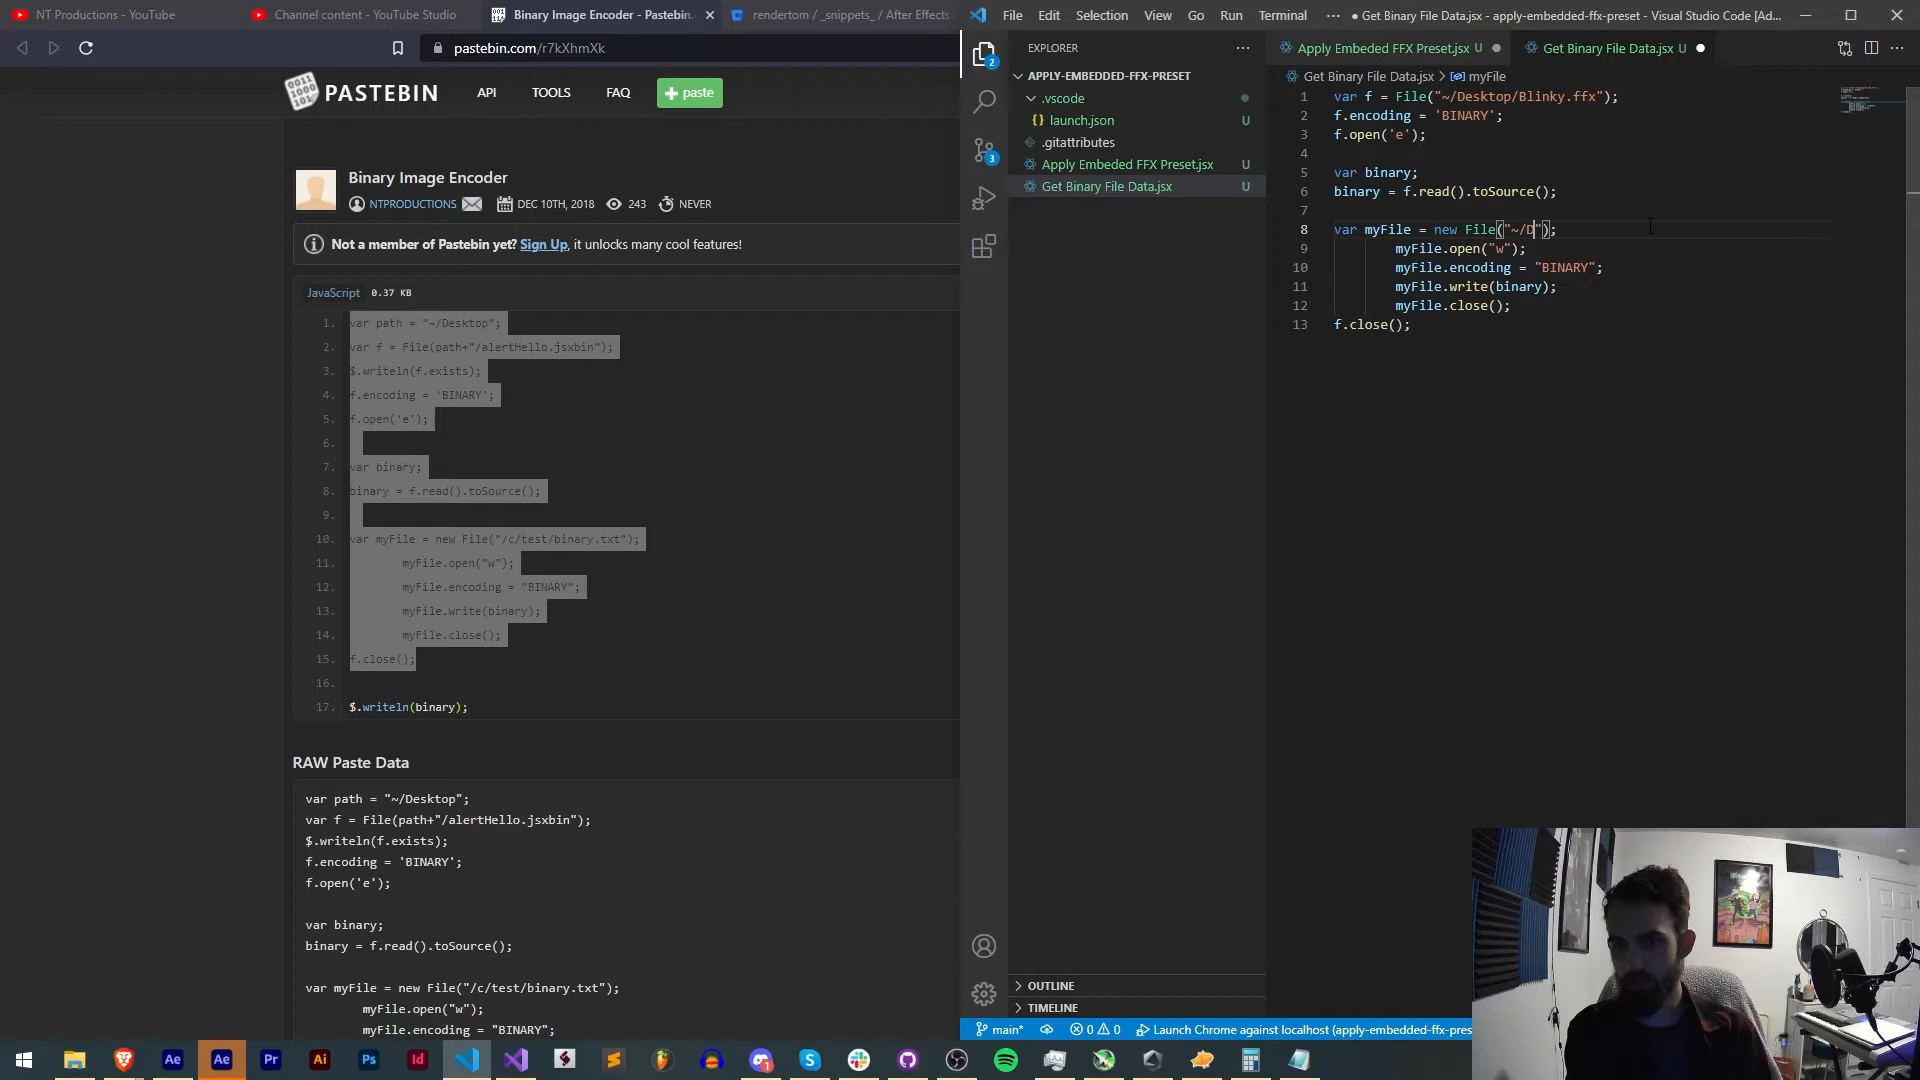 NT Productions - YouTube
Channel content - YouTube Studio
Binary Image Encoder - Pastebin.
rendertom / _snippets_ / After Effects
pastebin.com/r7kXhmXk
PASTEBIN
API
TOOLS
FAQ
paste
Binary Image Encoder
NTPRODUCTIONS
DEC 10TH, 2018
243
NEVER
Not a member of Pastebin yet? Sign Up, it unlocks many cool features!
JavaScript 0.37 KB
1. var path = "~/Desktop";
2. var f = File(path+"/alertHello.jsxbin");
3. $.writeln(f.exists);
4. f.encoding = 'BINARY';
5. f.open('e');
6.
7. var binary;
8. binary = f.read().toSource();
9.
10. var myFile = new File("/c/test/binary.txt");
11. myFile.open("w");
12. myFile.encoding = "BINARY";
13. myFile.write(binary);
14. myFile.close();
15. f.close();
16.
17. $.writeln(binary);
RAW Paste Data
var path = "~/Desktop";
var f = File(path+"/alertHello.jsxbin");
$.writeln(f.exists);
f.encoding = 'BINARY';
f.open('e');
var binary;
binary = f.read().toSource();
var myFile = new File("/c/test/binary.txt");
myFile.open("w");
myFile.encoding = "BINARY";
File Edit Selection View Go Run Terminal ···
● Get Binary File Data.jsx - apply-embedded-ffx-preset - Visual Studio Code [Ad...
EXPLORER ···
APPLY-EMBEDDED-FFX-PRESET
.vscode
{} launch.json U
.gitattributes
Apply Embeded FFX Preset.jsx U
Get Binary File Data.jsx U
2
3
OUTLINE
TIMELINE
Apply Embeded FFX Preset.jsx U
Get Binary File Data.jsx U
Get Binary File Data.jsx > myFile
1 var f = File("~/Desktop/Blinky.ffx");
2 f.encoding = 'BINARY';
3 f.open('e');
4
5 var binary;
6 binary = f.read().toSource();
7
8 var myFile = new File("~/D");
9 myFile.open("w");
10 myFile.encoding = "BINARY";
11 myFile.write(binary);
12 myFile.close();
13 f.close();
main* 0 0 Launch Chrome against localhost (apply-embedded-ffx-pres
Ae
Ae
Pr
Ai
Ps
Id
1